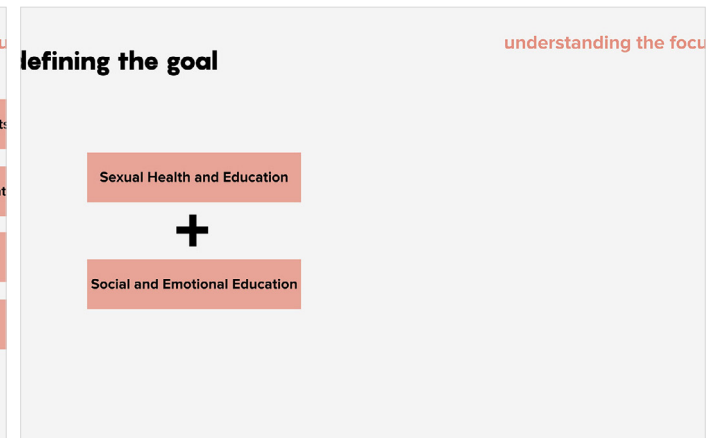 defining the goal
understanding the focu
Sexual Health and Education
+
Social and Emotional Education